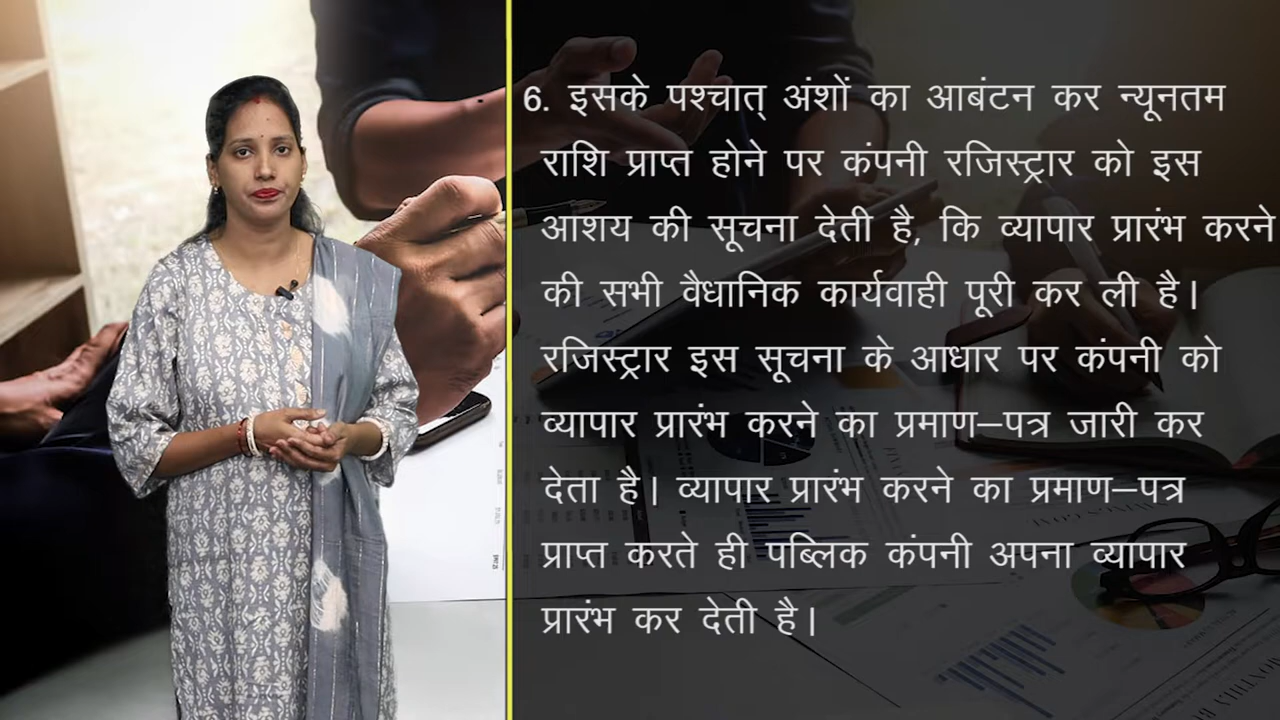 6. इसके पश्चात् अंशों का आबंटन कर न्यूनतम
राशि प्राप्त होने पर कंपनी रजिस्ट्रार को इस
आशय की सूचना देती है, कि व्यापार प्रारंभ करने
की सभी वैधानिक कार्यवाही पूरी कर ली है।
रजिस्ट्रार इस सूचना के आधार पर कंपनी को
व्यापार प्रारंभ करने का प्रमाण–पत्र जारी कर
देता है। व्यापार प्रारंभ करने का प्रमाण–पत्र
प्राप्त करते ही पब्लिक कंपनी अपना व्यापार
प्रारंभ कर देती है।